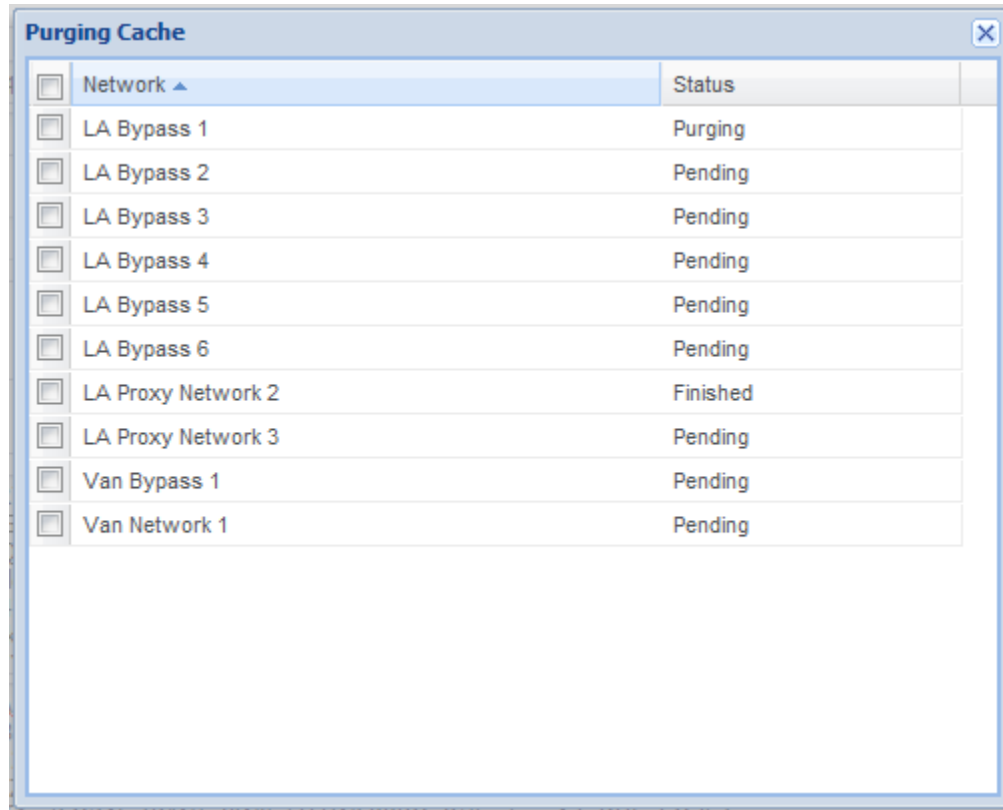 Purging Cache
Network Status
LA Bypass 1 Purging
LA Bypass 2 Pending
LA Bypass 3 Pending
LA Bypass 4 Pending
LA Bypass 5 Pending
LA Bypass 6 Pending
LA Proxy Network 2 Finished
LA Proxy Network 3 Pending
Van Bypass 1 Pending
Van Network 1 Pending